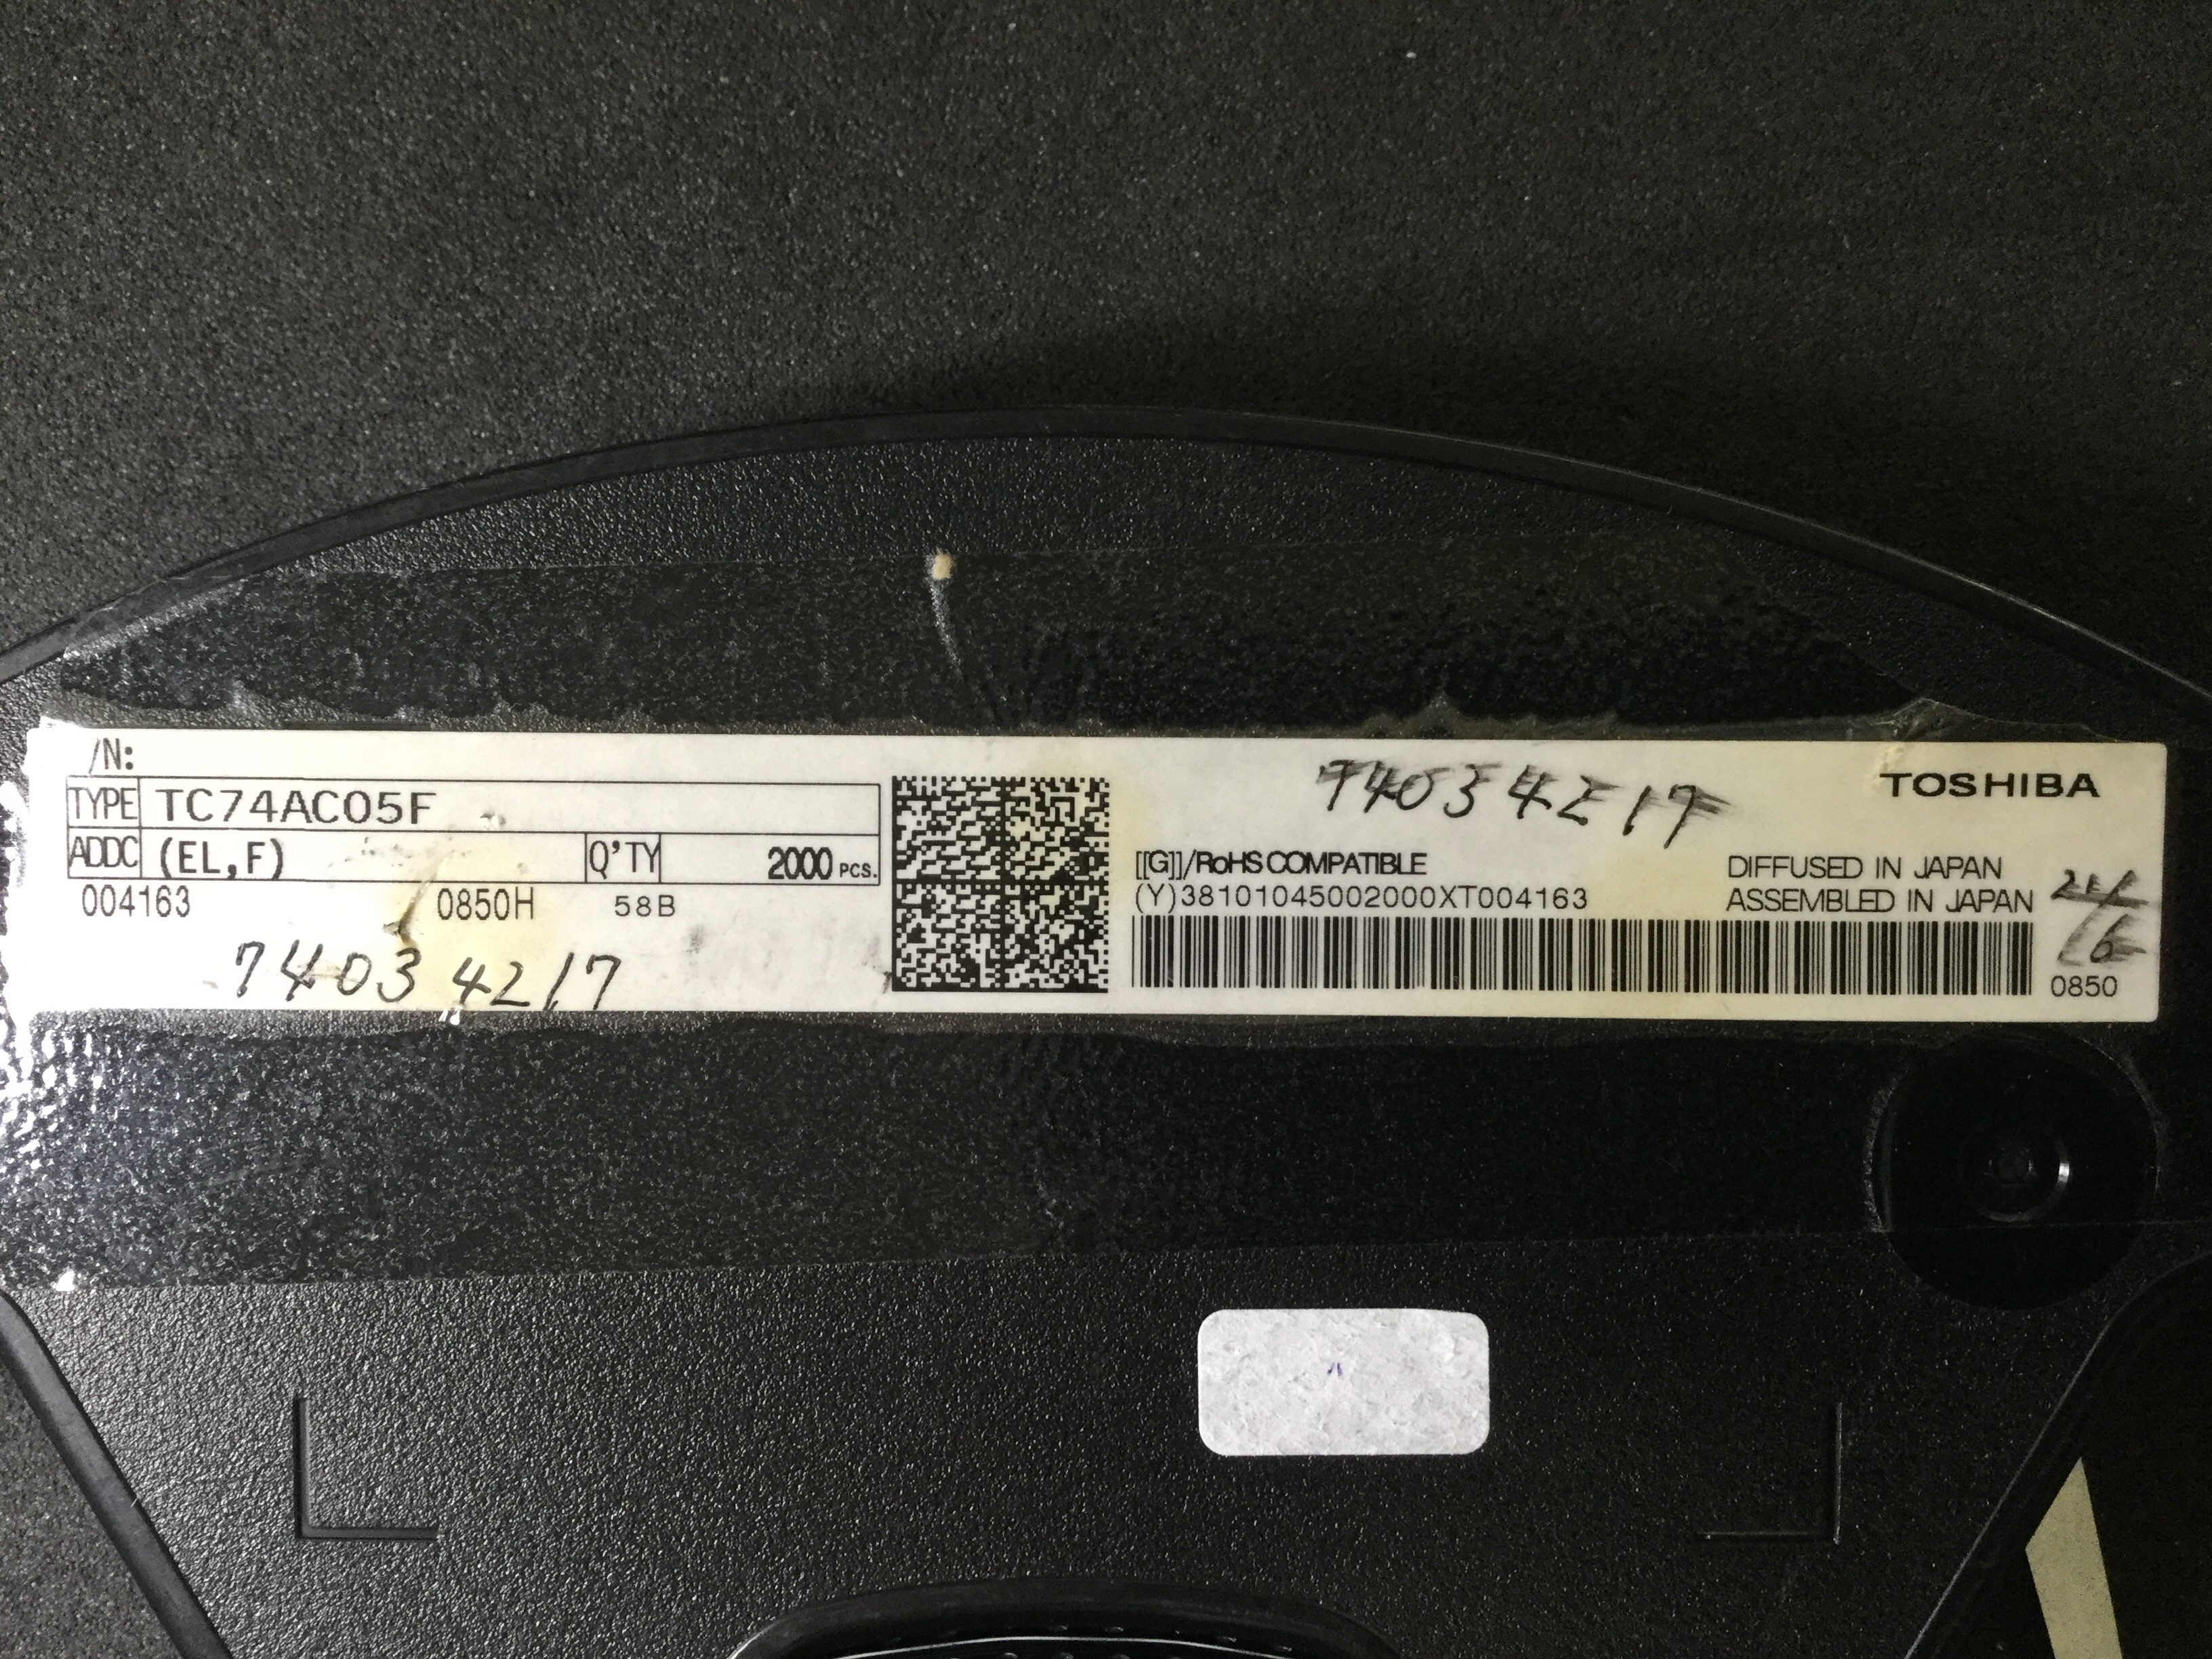 /N:
TYPE TC74AC05F
ADDC (EL,F) Q'TY 2000 PCS.
004163 0850H 58B
74034217
74034217
TOSHIBA
[[G]]/RoHS COMPATIBLE
(Y)38101045002000XT004163
DIFFUSED IN JAPAN
ASSEMBLED IN JAPAN
0850